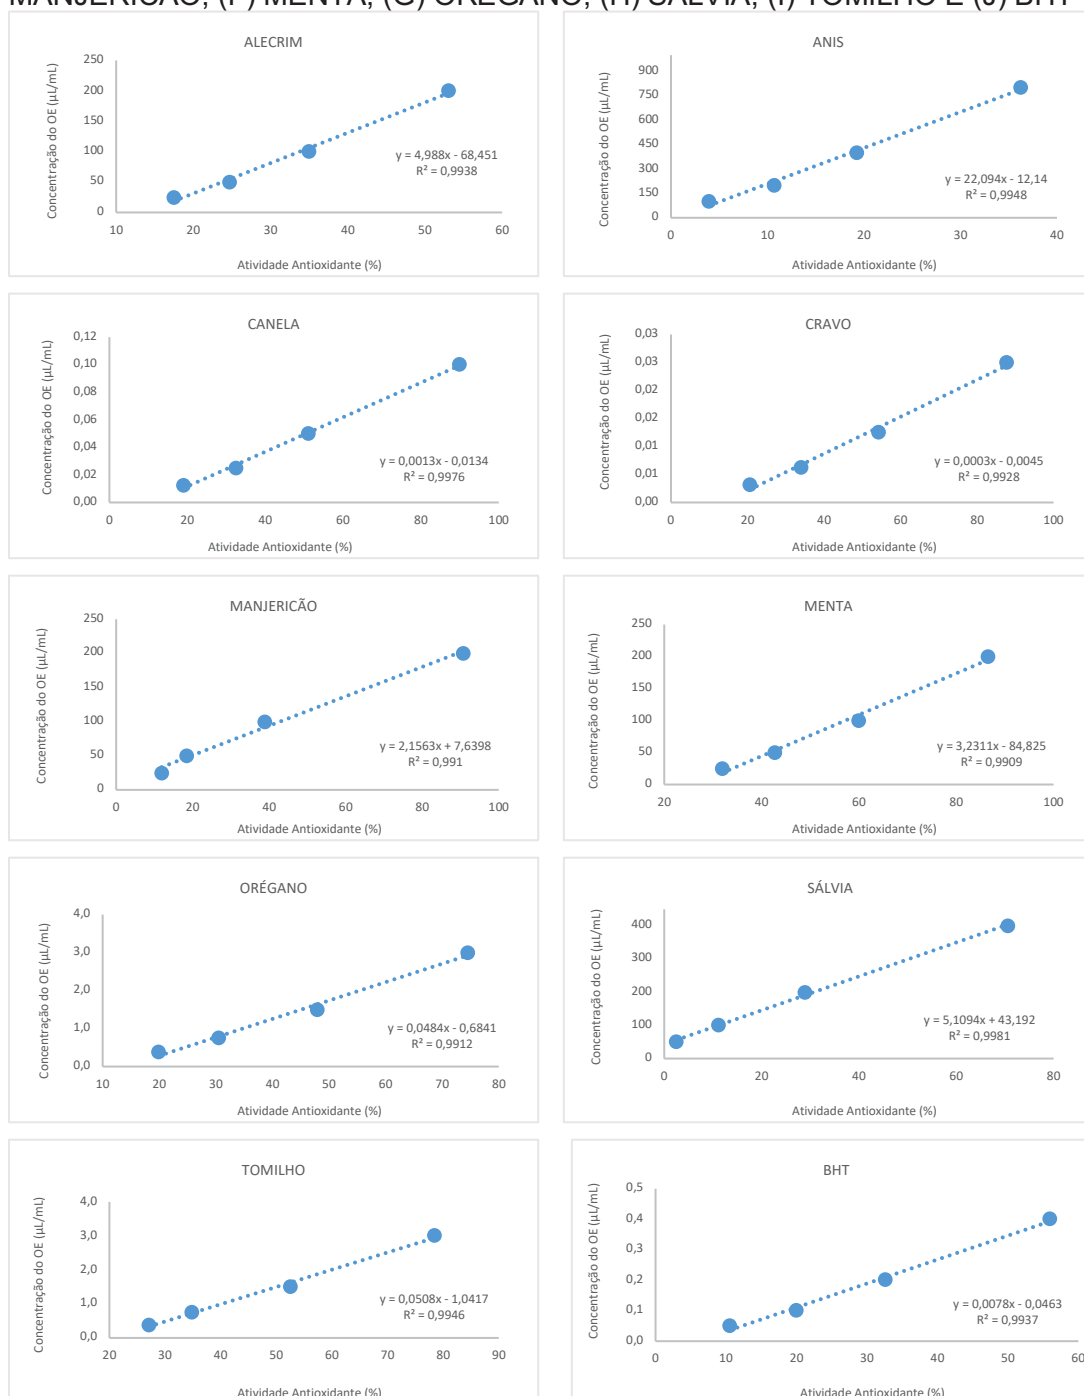 MANJERICÃO; (F) MENTA; (G) ORÉGANO; (H) SÁLVIA; (I) TOMILHO E (J) BHT
ALECRIM
Concentração do OE (µL/mL)
250
200
150
100
50
0
y = 4,988x - 68,451
R² = 0,9938
10 20 30 40 50 60
Atividade Antioxidante (%)
ANIS
Concentração do OE (µL/mL)
900
750
600
450
300
150
0
y = 22,094x - 12,14
R² = 0,9948
0 10 20 30 40
Atividade Antioxidante (%)
CANELA
Concentração do OE (µL/mL)
0,12
0,10
0,08
0,06
0,04
0,02
0,00
y = 0,0013x - 0,0134
R² = 0,9976
0 20 40 60 80 100
Atividade Antioxidante (%)
CRAVO
Concentração do OE (µL/mL)
0,03
0,03
0,02
0,02
0,01
0,01
0,00
y = 0,0003x - 0,0045
R² = 0,9928
0 20 40 60 80 100
Atividade Antioxidante (%)
MANJERICÃO
Concentração do OE (µL/mL)
250
200
150
100
50
0
y = 2,1563x + 7,6398
R² = 0,991
0 20 40 60 80 100
Atividade Antioxidante (%)
MENTA
Concentração do OE (µL/mL)
250
200
150
100
50
0
y = 3,2311x - 84,825
R² = 0,9909
20 40 60 80 100
Atividade Antioxidante (%)
ORÉGANO
Concentração do OE (µL/mL)
4,0
3,0
2,0
1,0
0,0
y = 0,0484x - 0,6841
R² = 0,9912
10 20 30 40 50 60 70 80
Atividade Antioxidante (%)
SÁLVIA
Concentração do OE (µL/mL)
400
300
200
100
0
y = 5,1094x + 43,192
R² = 0,9981
0 20 40 60 80
Atividade Antioxidante (%)
TOMILHO
Concentração do OE (µL/mL)
4,0
3,0
2,0
1,0
0,0
y = 0,0508x - 1,0417
R² = 0,9946
20 30 40 50 60 70 80 90
Atividade Antioxidante (%)
BHT
Concentração do OE (µL/mL)
0,5
0,4
0,3
0,2
0,1
0,0
y = 0,0078x - 0,0463
R² = 0,9937
0 10 20 30 40 50 60
Atividade Antioxidante (%)